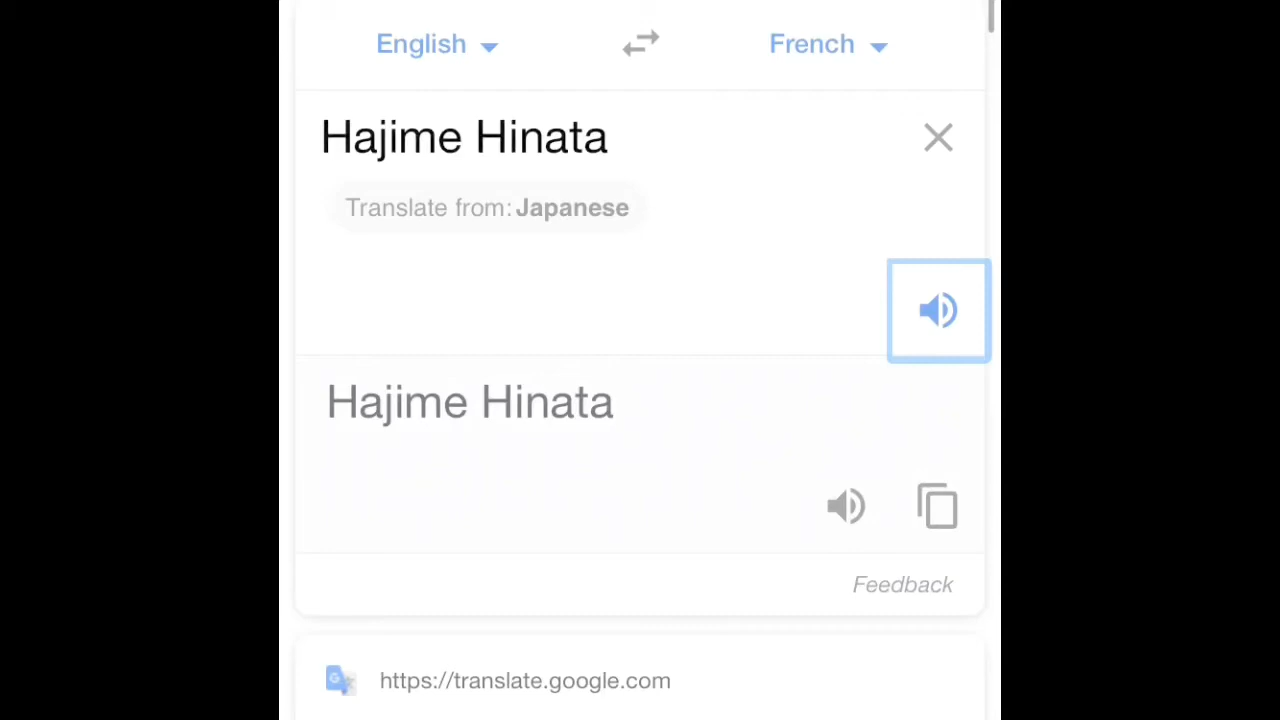 English French
Hajime Hinata
Translate from: Japanese
Hajime Hinata
Feedback
https://translate.google.com